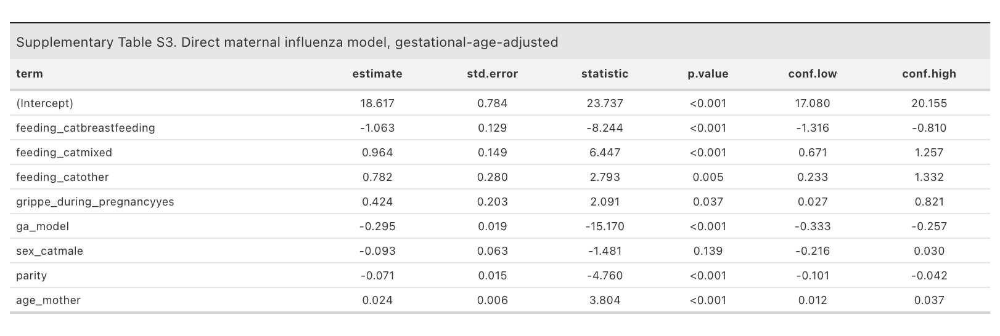 Supplementary Table S3. Direct maternal influenza model, gestational-age-adjusted
term estimate std.error statistic p.value conf.low conf.high
(Intercept) 18.617 0.784 23.737 <0.001 17.080 20.155
feeding_catbreastfeeding -1.063 0.129 -8.244 <0.001 -1.316 -0.810
feeding_catmixed 0.964 0.149 6.447 <0.001 0.671 1.257
feeding_catother 0.782 0.280 2.793 0.005 0.233 1.332
grippe_during_pregnancyyes 0.424 0.203 2.091 0.037 0.027 0.821
ga_model -0.295 0.019 -15.170 <0.001 -0.333 -0.257
sex_catmale -0.093 0.063 -1.481 0.139 -0.216 0.030
parity -0.071 0.015 -4.760 <0.001 -0.101 -0.042
age_mother 0.024 0.006 3.804 <0.001 0.012 0.037